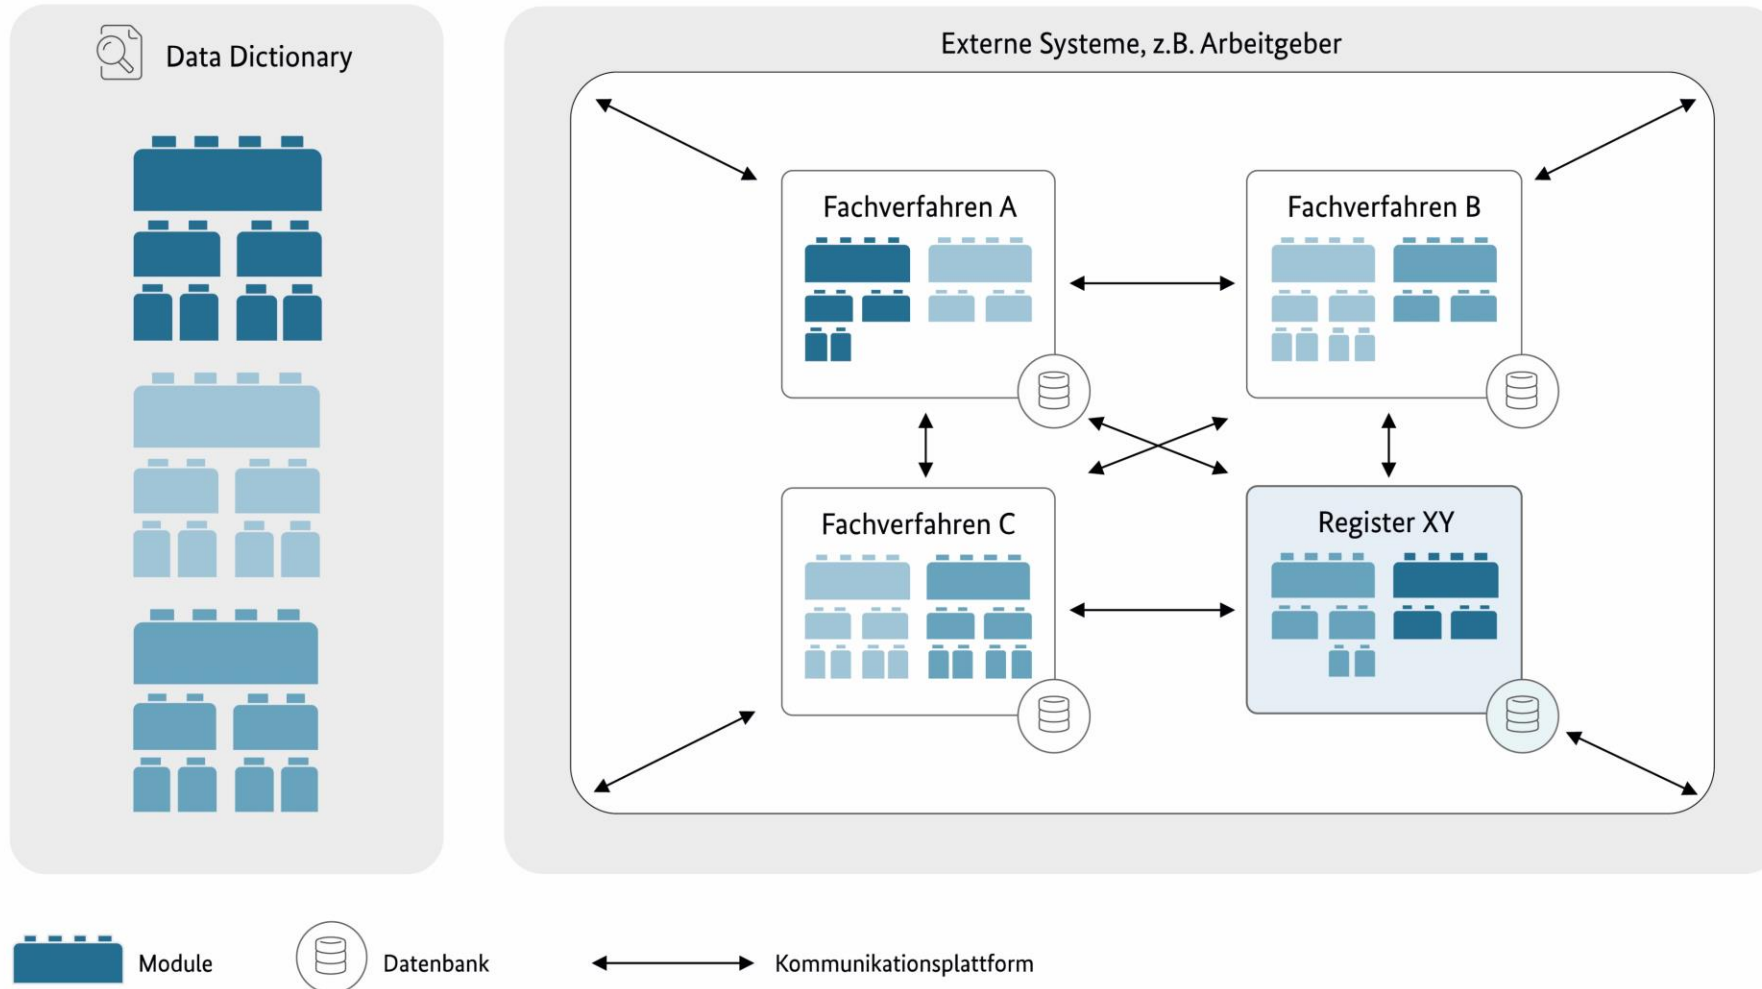 Data Dictionary
Externe Systeme, z.B. Arbeitgeber
Fachverfahren A
Fachverfahren B
Fachverfahren C
Register XY
Module
Datenbank
Kommunikationsplattform